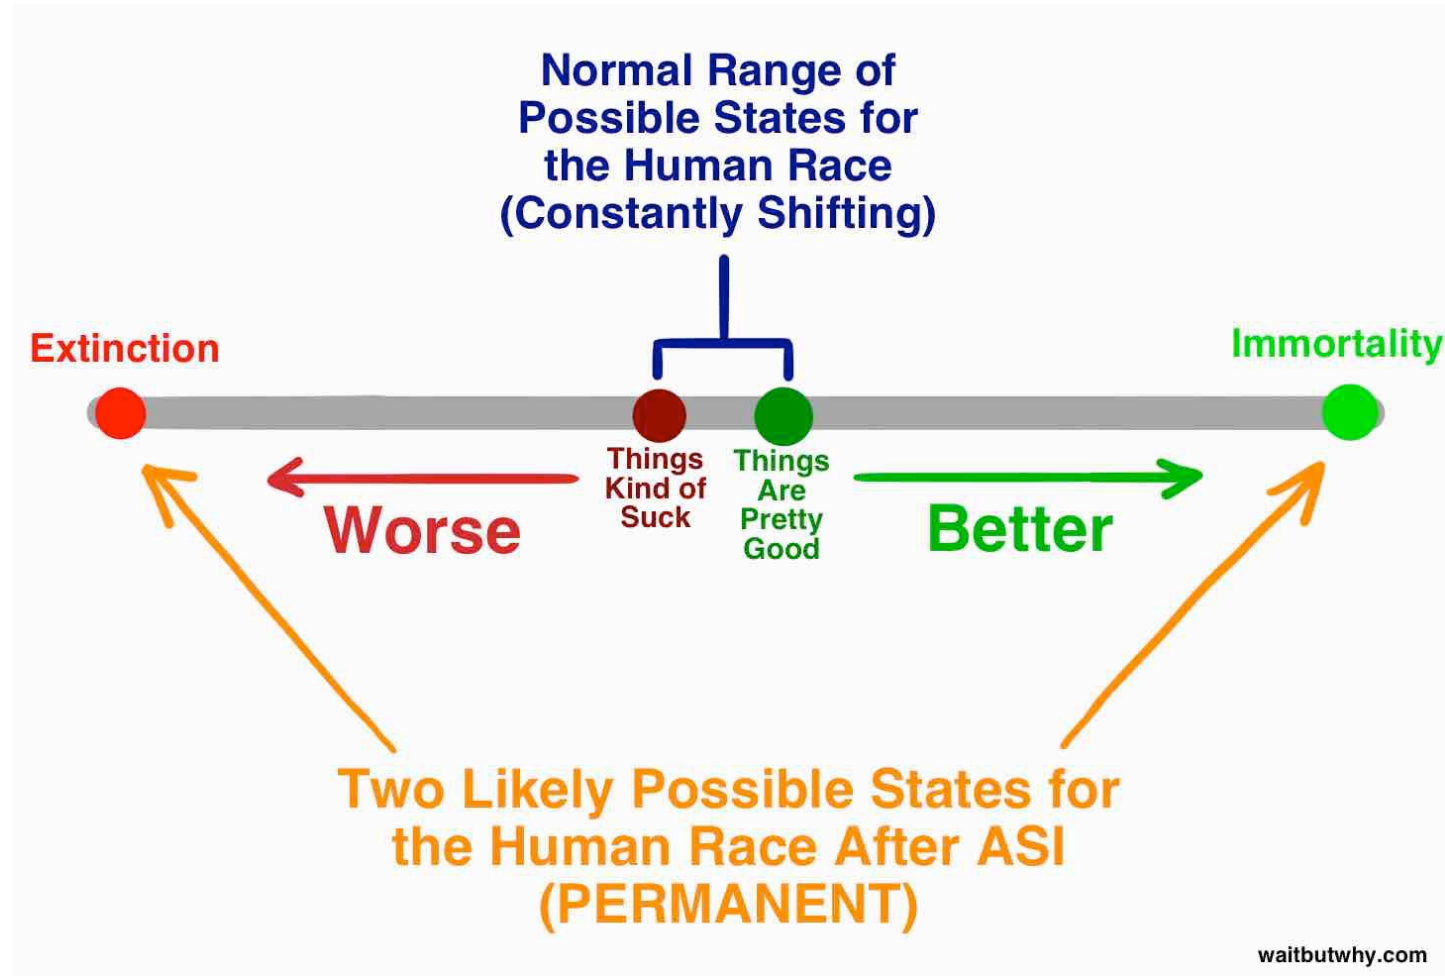 Normal Range of
Possible States for
the Human Race
(Constantly Shifting)
Extinction
Immortality
Things
Kind of
Suck
Things
Are
Pretty
Good
Worse
Better
Two Likely Possible States for
the Human Race After ASI
(PERMANENT)
waitbutwhy.com